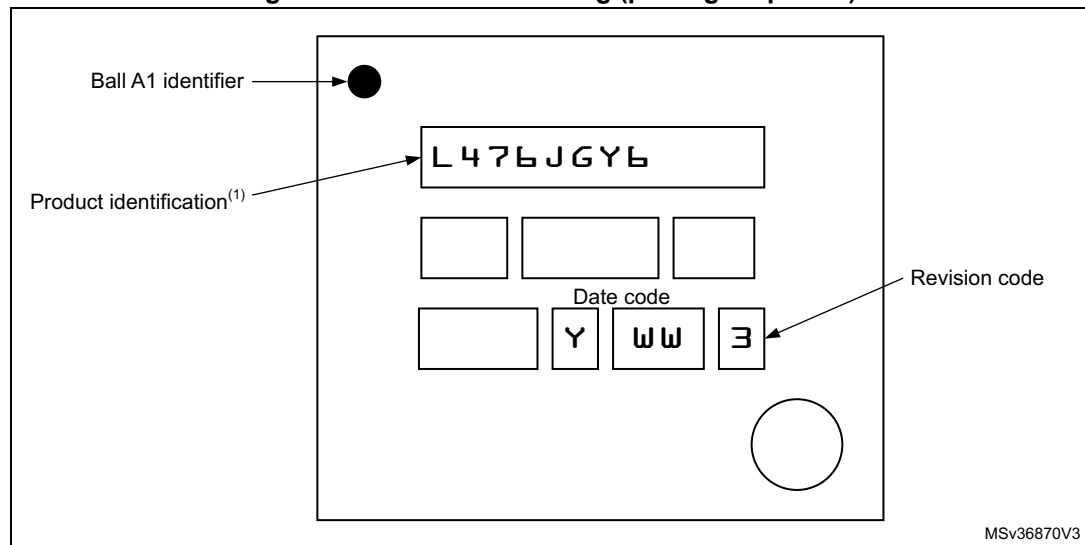 Ball A1 identifier
L476JGY6
Product identification(1)
Date code
Revision code
Y WW 3
MSv36870V3